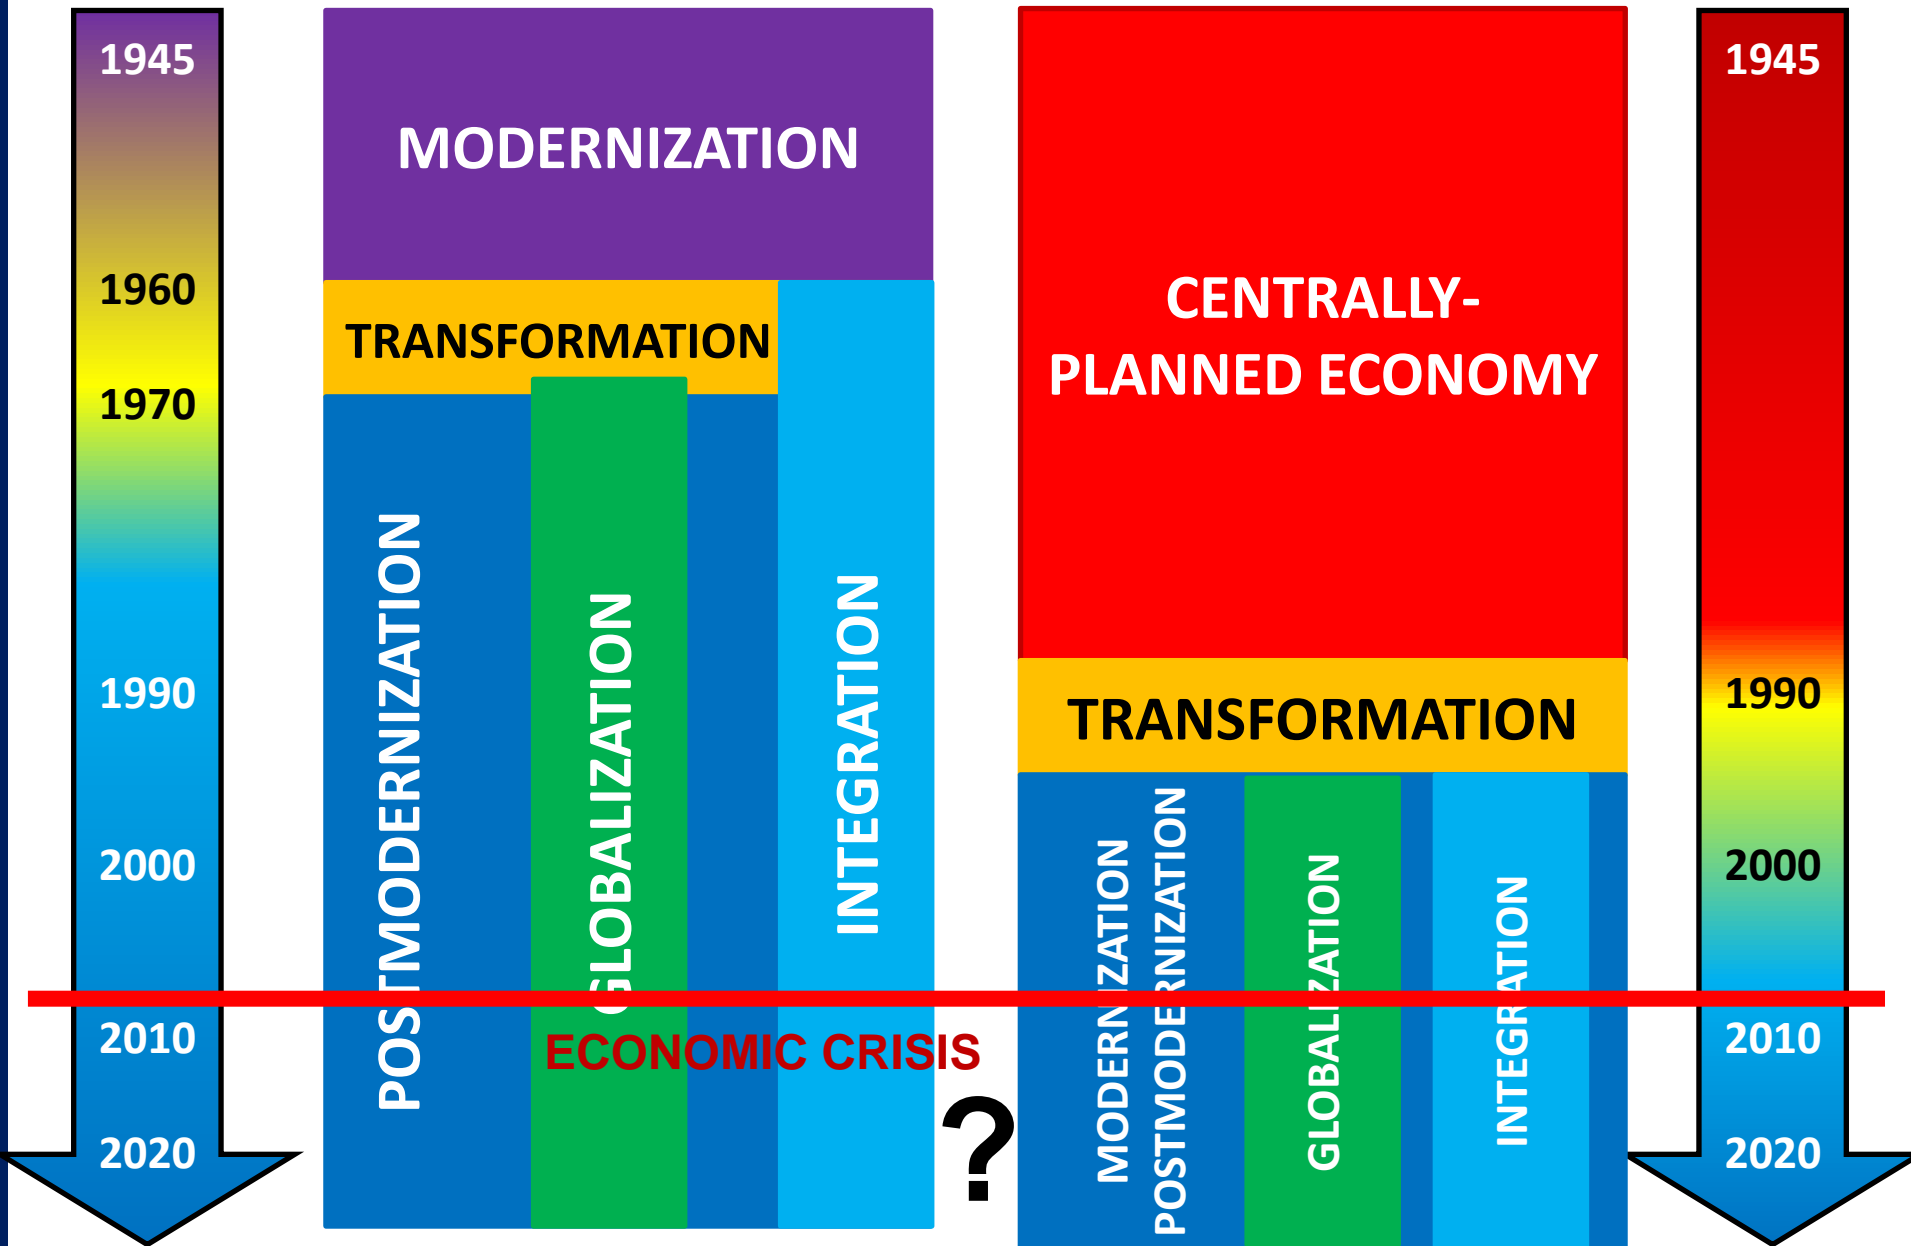 1945
1960
1970
1990
2000
2010
2020
MODERNIZATION
TRANSFORMATION
POSTMODERNIZATION
GLOBALIZATION
INTEGRATION
ECONOMIC CRISIS
?
CENTRALLY-
PLANNED ECONOMY
TRANSFORMATION
MODERNIZATION
POSTMODERNIZATION
GLOBALIZATION
INTEGRATION
1945
1990
2000
2010
2020